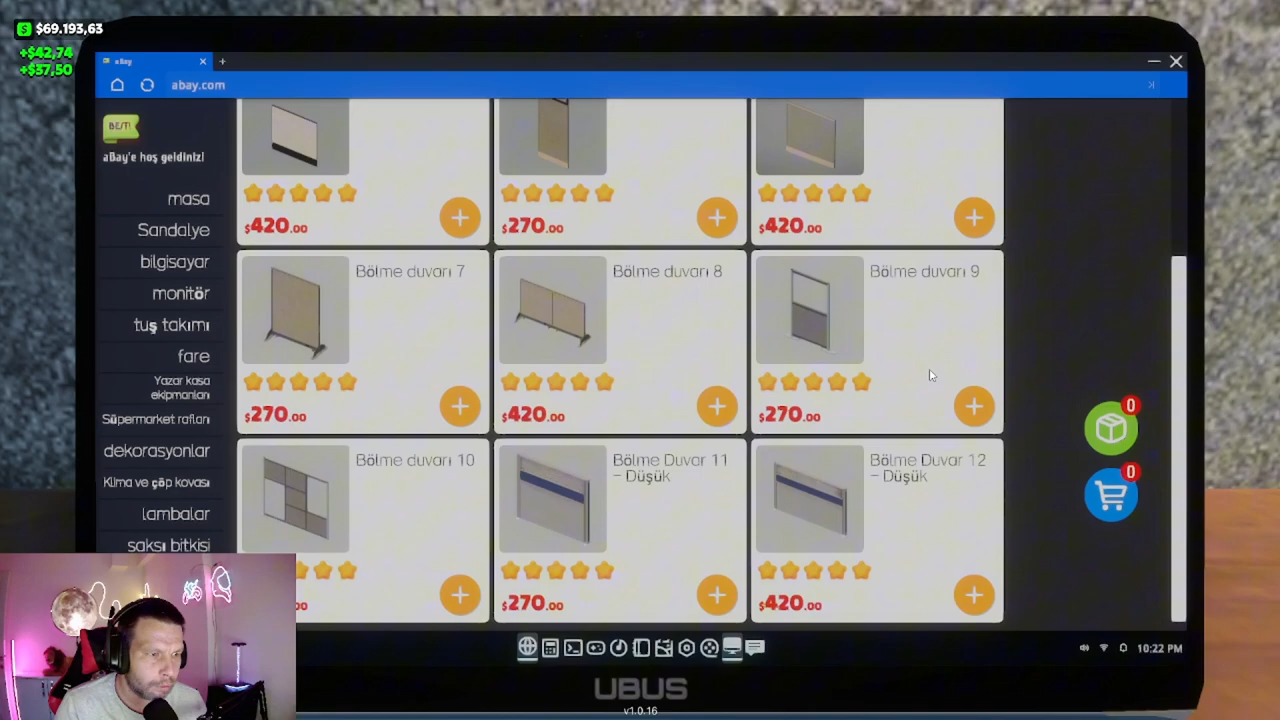 $ $69.193,63
+$42,74
+$37,50
aBay
abay.com
BEST!
aBay'e hoş geldiniz!
masa
Sandalye
bilgisayar
monitör
tuş takımı
fare
Yazar kasa
ekipmanları
Süpermarket rafları
dekorasyonlar
Klima ve çöp kovası
lambalar
saksı bitkisi
$420.00
$270.00
$420.00
Bölme duvarı 7
$270.00
Bölme duvarı 8
$420.00
Bölme duvarı 9
$270.00
Bölme duvarı 10
.00
Bölme Duvar 11
– Düşük
$270.00
Bölme Duvar 12
– Düşük
$420.00
0
0
10:22 PM
UBUS
v1.0.16